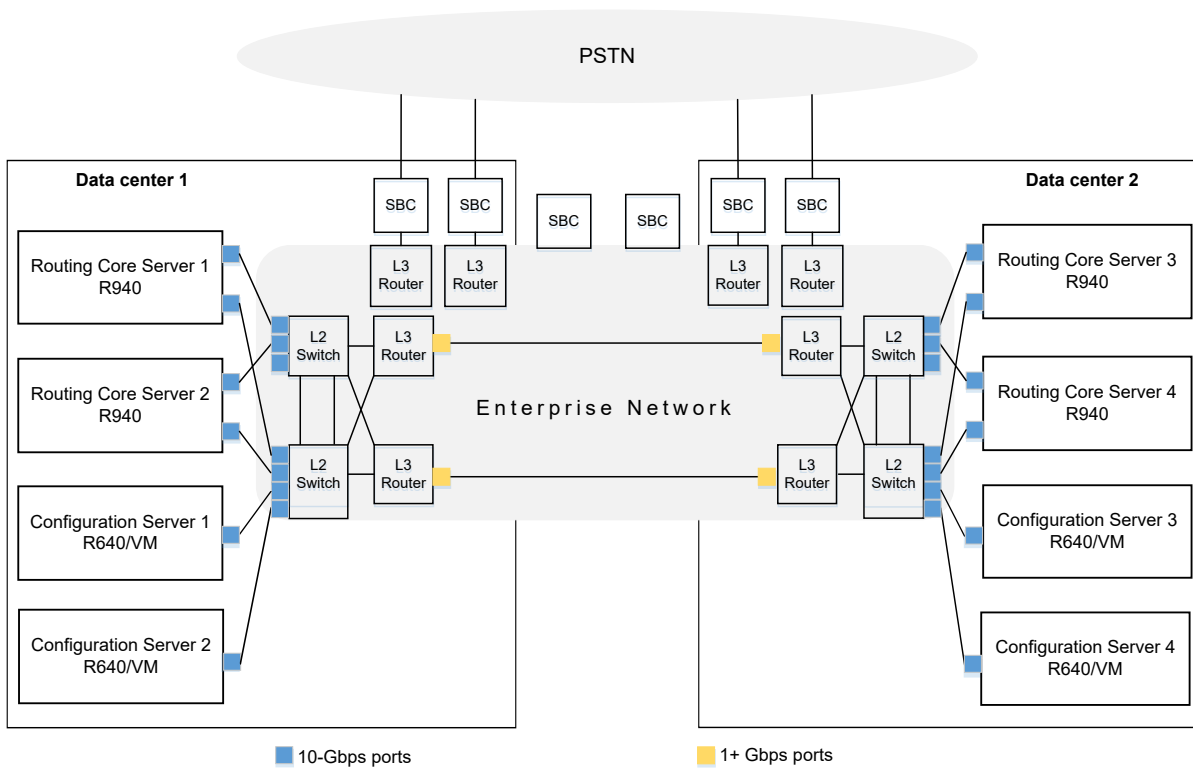 PSTN
Data center 1
Data center 2
SBC
SBC
SBC
SBC
SBC
SBC
Routing Core Server 1
R940
L3
Router
L3
Router
L3
Router
L3
Router
Routing Core Server 3
R940
L2
Switch
L3
Router
L3
Router
L2
Switch
Routing Core Server 2
R940
Enterprise Network
Routing Core Server 4
R940
L2
Switch
L3
Router
L3
Router
L2
Switch
Configuration Server 1
R640/VM
Configuration Server 3
R640/VM
Configuration Server 2
R640/VM
Configuration Server 4
R640/VM
10-Gbps ports
1+ Gbps ports